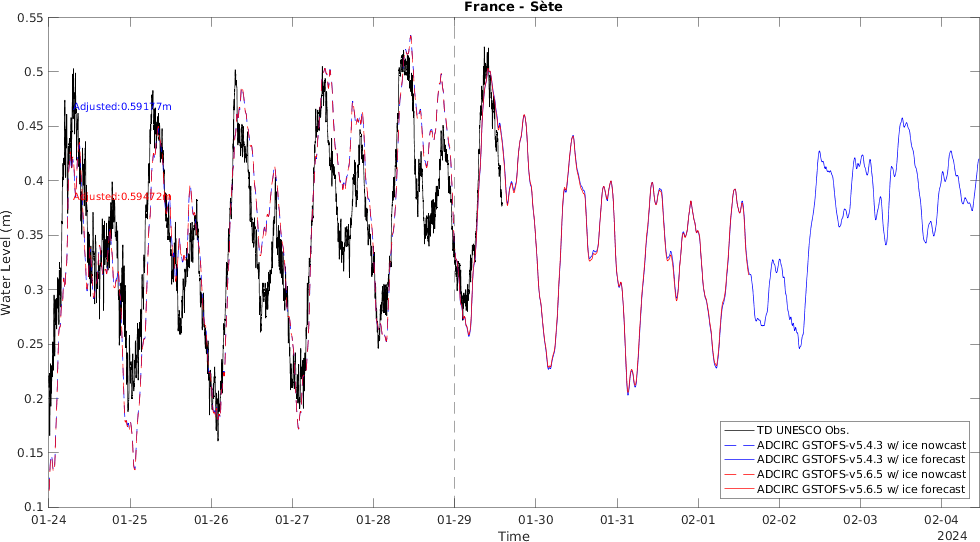 France - Sète
Water Level (m)
0.55
0.5
0.45
0.4
0.35
0.3
0.25
0.2
0.15
0.1
Adjusted:0.59177m
Adjusted:0.59472m
TD UNESCO Obs.
ADCIRC GSTOFS-v5.4.3 w/ ice nowcast
ADCIRC GSTOFS-v5.4.3 w/ ice forecast
ADCIRC GSTOFS-v5.6.5 w/ ice nowcast
ADCIRC GSTOFS-v5.6.5 w/ ice forecast
01-24 01-25 01-26 01-27 01-28 01-29 01-30 01-31 02-01 02-02 02-03 02-04
Time
2024